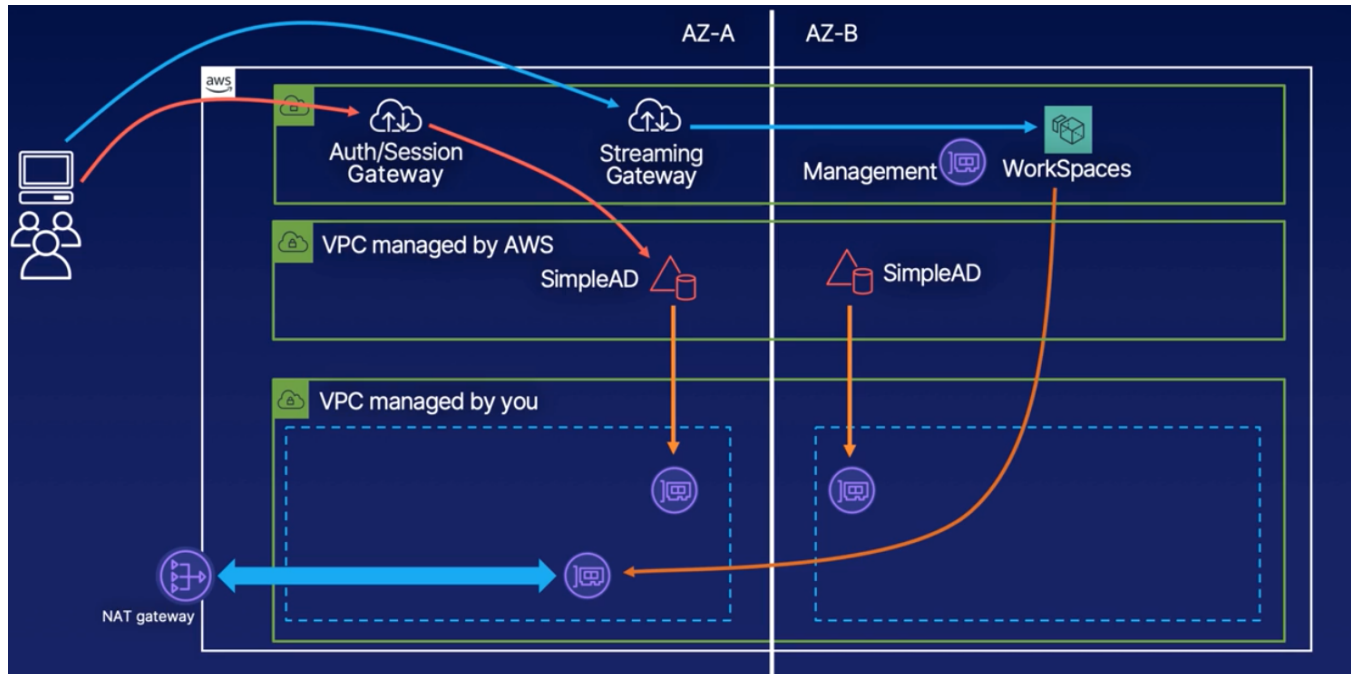 AZ-A
AZ-B
aws
Auth/Session
Gateway
Streaming
Gateway
Management
WorkSpaces
VPC managed by AWS
SimpleAD
SimpleAD
VPC managed by you
NAT gateway